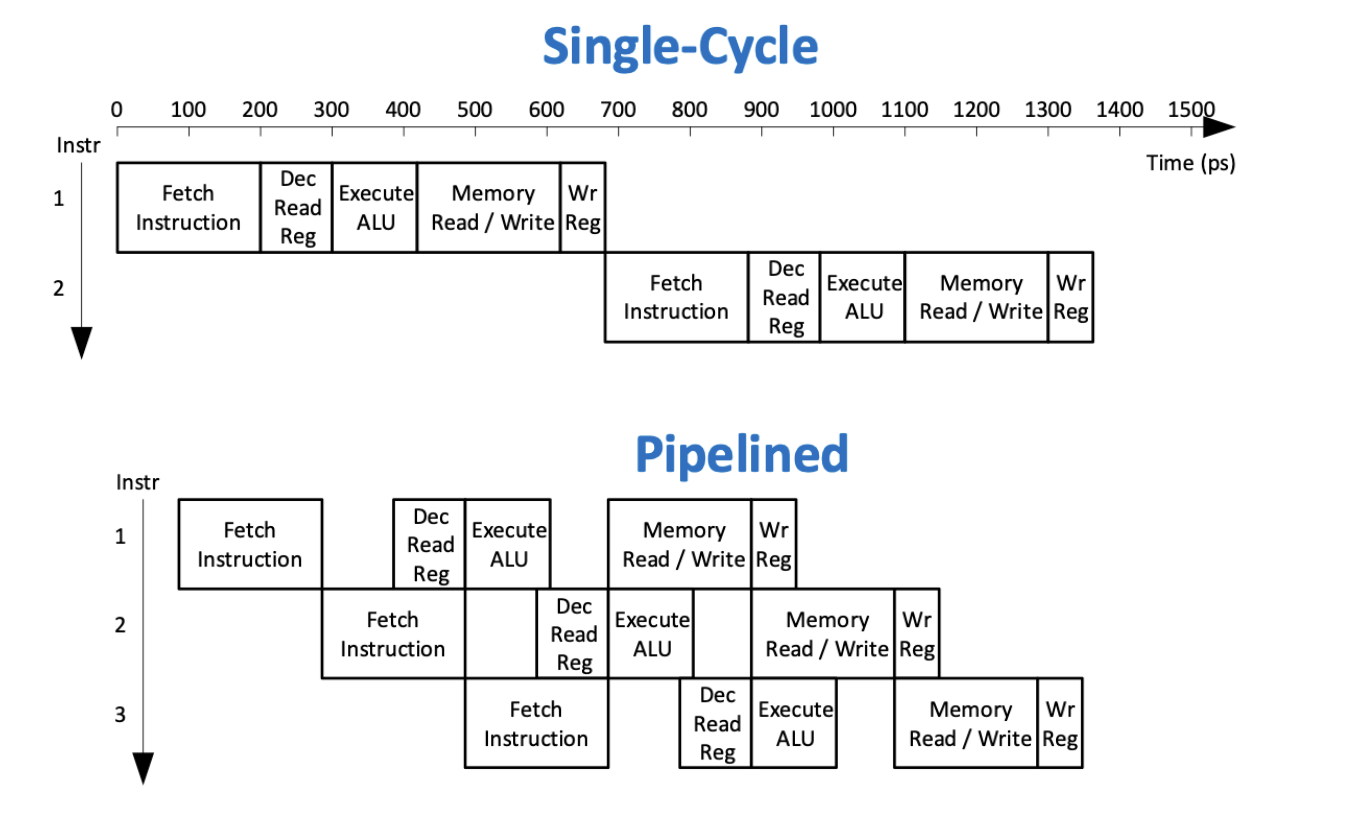 Single-Cycle
0 100 200 300 400 500 600 700 800 900 1000 1100 1200 1300 1400 1500
Instr
Time (ps)
1
Fetch
Instruction
Dec
Read
Reg
Execute
ALU
Memory
Read / Write
Wr
Reg
2
Fetch
Instruction
Dec
Read
Reg
Execute
ALU
Memory
Read / Write
Wr
Reg
Pipelined
Instr
1
Fetch
Instruction
Dec
Read
Reg
Execute
ALU
Memory
Read / Write
Wr
Reg
2
Fetch
Instruction
Dec
Read
Reg
Execute
ALU
Memory
Read / Write
Wr
Reg
3
Fetch
Instruction
Dec
Read
Reg
Execute
ALU
Memory
Read / Write
Wr
Reg